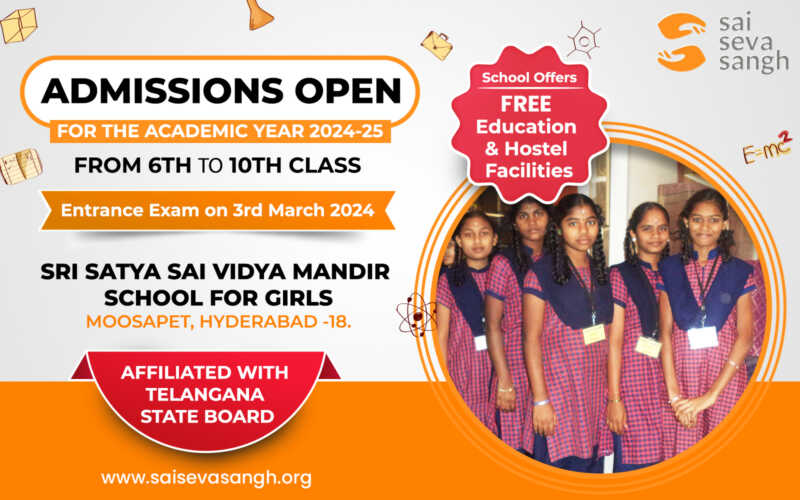 ADMISSIONS OPEN
FOR THE ACADEMIC YEAR 2024-25
FROM 6TH TO 10TH CLASS
Entrance Exam on 3rd March 2024
SRI SATYA SAI VIDYA MANDIR
SCHOOL FOR GIRLS
MOOSAPET, HYDERABAD -18.
AFFILIATED WITH
TELANGANA
STATE BOARD
www.saisevasangh.org
School Offers
FREE
Education
& Hostel
Facilities
sai
seva
sangh
E=mc²